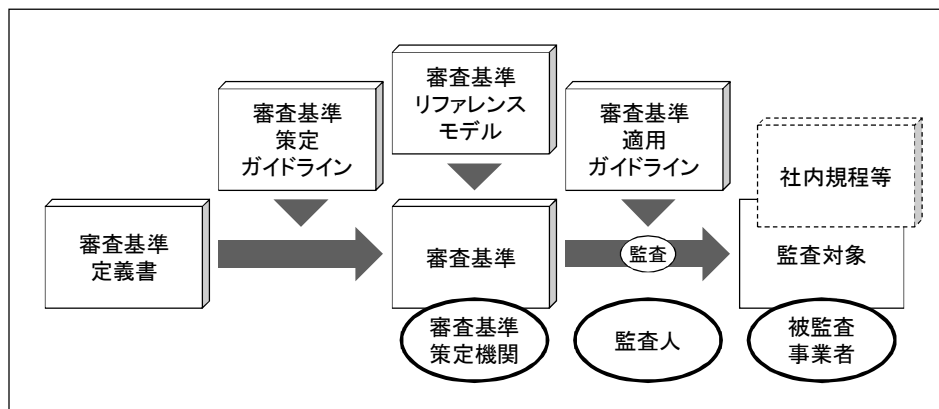 審査基準
策定
ガイドライン
審査基準
リファレンス
モデル
審査基準
適用
ガイドライン
社内規程等
審査基準
定義書
審査基準
監査
監査対象
審査基準
策定機関
監査人
被監査
事業者